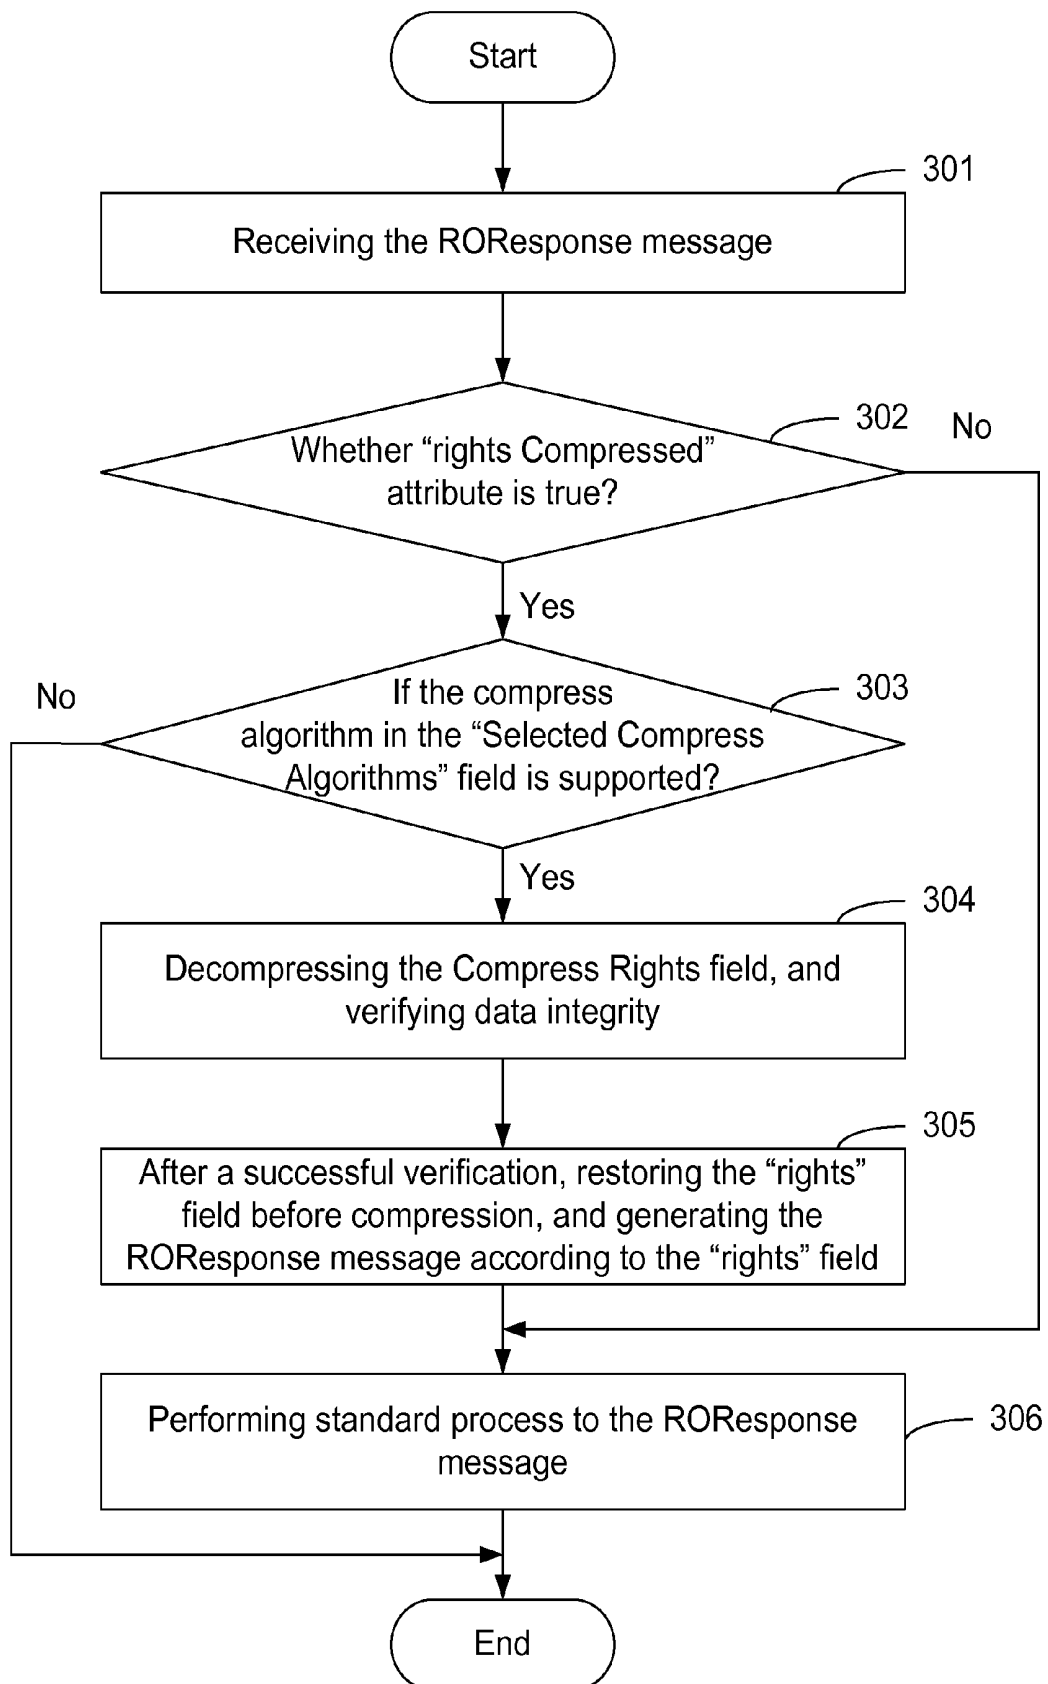 Start
301
Receiving the ROResponse message
302
No
Whether “rights Compressed”
attribute is true?
Yes
No
303
If the compress
algorithm in the “Selected Compress
Algorithms” field is supported?
Yes
304
Decompressing the Compress Rights field, and
verifying data integrity
305
After a successful verification, restoring the “rights”
field before compression, and generating the
ROResponse message according to the “rights” field
Performing standard process to the ROResponse
message
306
End